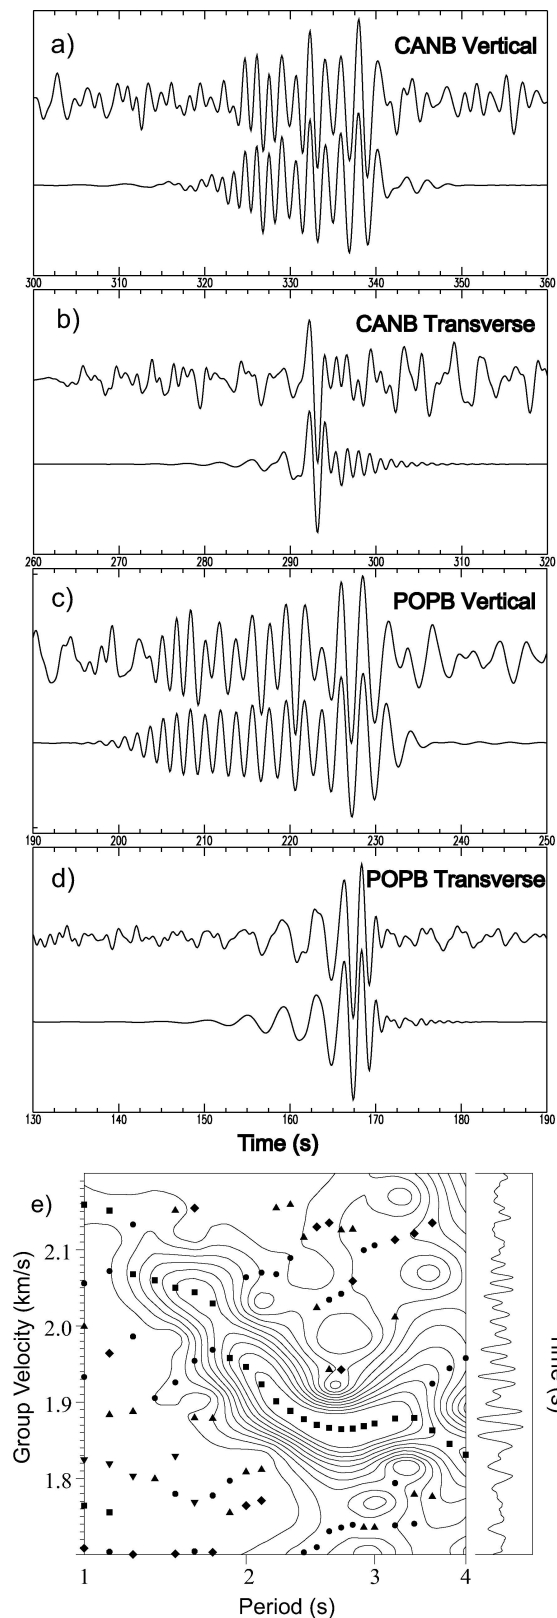 a)
CANB Vertical
300 310 320 330 340 350 360
b)
CANB Transverse
260 270 280 290 300 310 320
c)
POPB Vertical
190 200 210 220 230 240 250
d)
POPB Transverse
130 140 150 160 170 180 190
Time (s)
e)
2.1
2.0
1.9
1.8
Group Velocity (km/s)
1 2 3 4
Period (s)
(s)